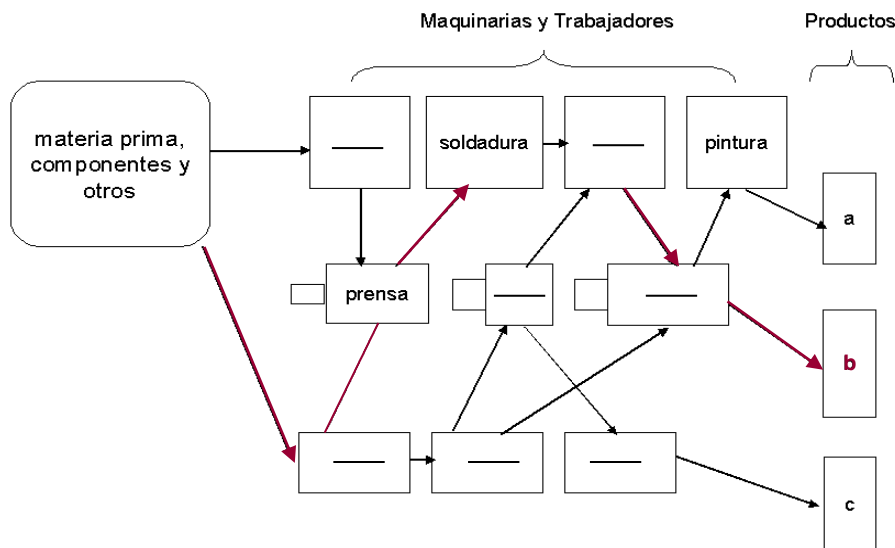 Maquinarias y Trabajadores
Productos
materia prima,
componentes y
otros
soldadura
pintura
a
prensa
b
c